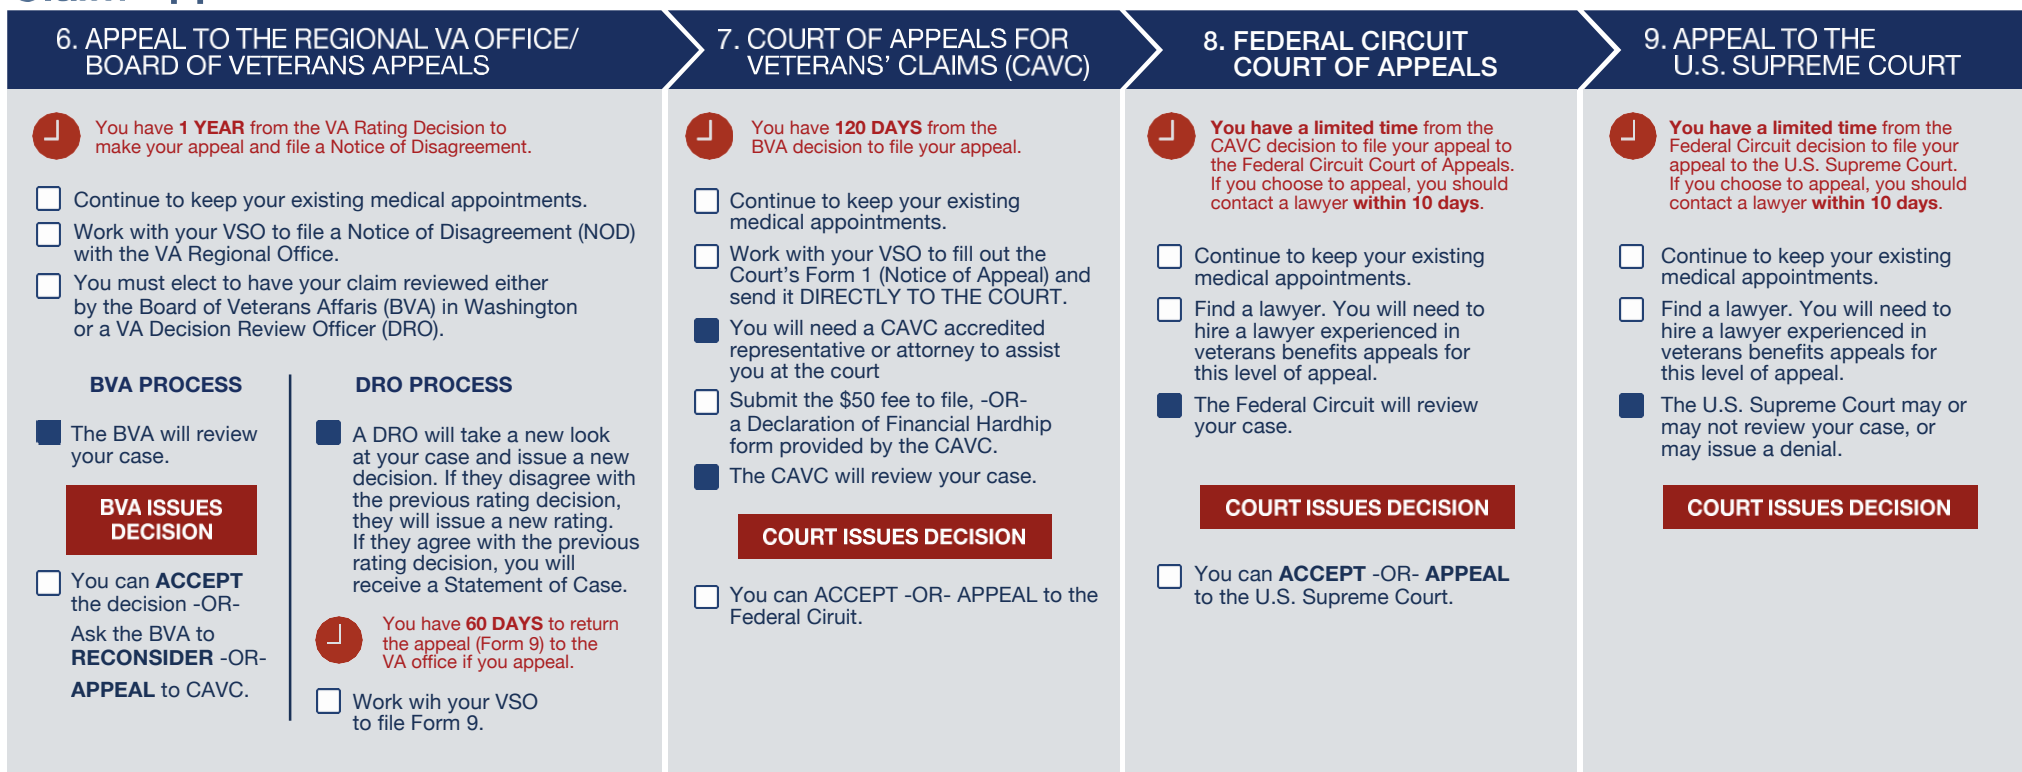 6. APPEAL TO THE REGIONAL VA OFFICE/
BOARD OF VETERANS APPEALS
You have 1 YEAR from the VA Rating Decision to
make your appeal and file a Notice of Disagreement.
Continue to keep your existing medical appointments.
Work with your VSO to file a Notice of Disagreement (NOD)
with the VA Regional Office.
You must elect to have your claim reviewed either
by the Board of Veterans Affaris (BVA) in Washington
or a VA Decision Review Officer (DRO).
BVA PROCESS
The BVA will review
your case.
BVA ISSUES
DECISION
You can ACCEPT
the decision -OR-
Ask the BVA to
RECONSIDER -OR-
APPEAL to CAVC.
DRO PROCESS
A DRO will take a new look
at your case and issue a new
decision. If they disagree with
the previous rating decision,
they will issue a new rating.
If they agree with the previous
rating decision, you will
receive a Statement of Case.
You have 60 DAYS to return
the appeal (Form 9) to the
VA office if you appeal.
Work wih your VSO
to file Form 9.
7. COURT OF APPEALS FOR
VETERANS' CLAIMS (CAVC)
You have 120 DAYS from the
BVA decision to file your appeal.
Continue to keep your existing
medical appointments.
Work with your VSO to fill out the
Court's Form 1 (Notice of Appeal) and
send it DIRECTLY TO THE COURT.
You will need a CAVC accredited
representative or attorney to assist
you at the court
Submit the $50 fee to file, -OR-
a Declaration of Financial Hardhip
form provided by the CAVC.
The CAVC will review your case.
COURT ISSUES DECISION
You can ACCEPT -OR- APPEAL to the
Federal Ciruit.
8. FEDERAL CIRCUIT
COURT OF APPEALS
You have a limited time from the
CAVC decision to file your appeal to
the Federal Circuit Court of Appeals.
If you choose to appeal, you should
contact a lawyer within 10 days.
Continue to keep your existing
medical appointments.
Find a lawyer. You will need to
hire a lawyer experienced in
veterans benefits appeals for
this level of appeal.
The Federal Circuit will review
your case.
COURT ISSUES DECISION
You can ACCEPT -OR- APPEAL
to the U.S. Supreme Court.
9. APPEAL TO THE
U.S. SUPREME COURT
You have a limited time from the
Federal Circuit decision to file your
appeal to the U.S. Supreme Court.
If you choose to appeal, you should
contact a lawyer within 10 days.
Continue to keep your existing
medical appointments.
Find a lawyer. You will need to
hire a lawyer experienced in
veterans benefits appeals for
this level of appeal.
The U.S. Supreme Court may or
may not review your case, or
may issue a denial.
COURT ISSUES DECISION